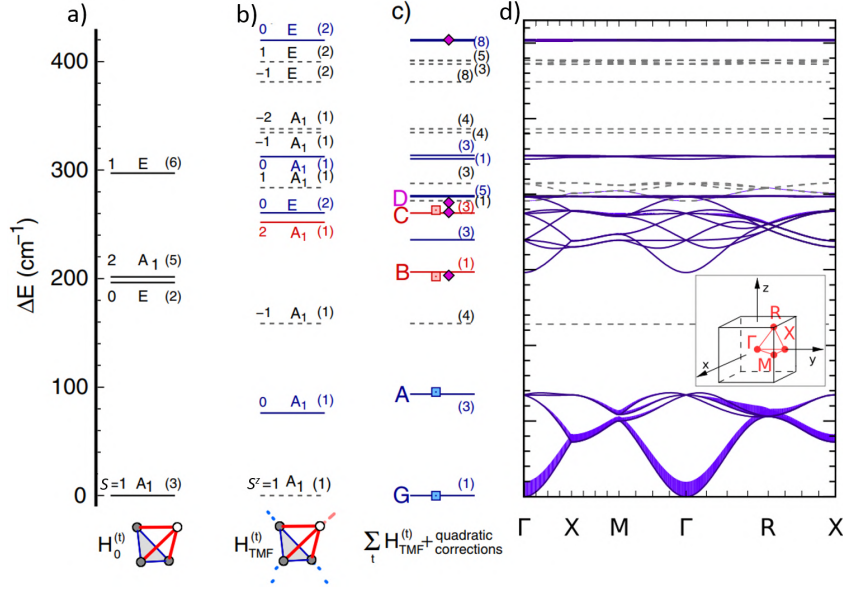 a)
ΔE (cm⁻¹)
400
300
200
100
0
1 E (6)
2 A₁ (5)
0 E (2)
S=1 A₁ (3)
H₀⁽ᵗ⁾
b)
0 E (2)
1 E (2)
−1 E (2)
−2 A₁ (1)
−1 A₁ (1)
0 A₁ (1)
1 A₁ (1)
0 E (2)
2 A₁ (1)
−1 A₁ (1)
0 A₁ (1)
Sᶻ=1 A₁ (1)
H_TMF⁽ᵗ⁾
c)
(8)
(5)
(3)
(8)
(4)
(4)
(3)
(1)
(3)
(5)
D (1)
C (3)
(3)
B (1)
(4)
A (3)
G (1)
∑ₜ H_TMF⁽ᵗ⁾ + quadratic
corrections
d)
z
R
Γ X
M
x
y
Γ X M Γ R X